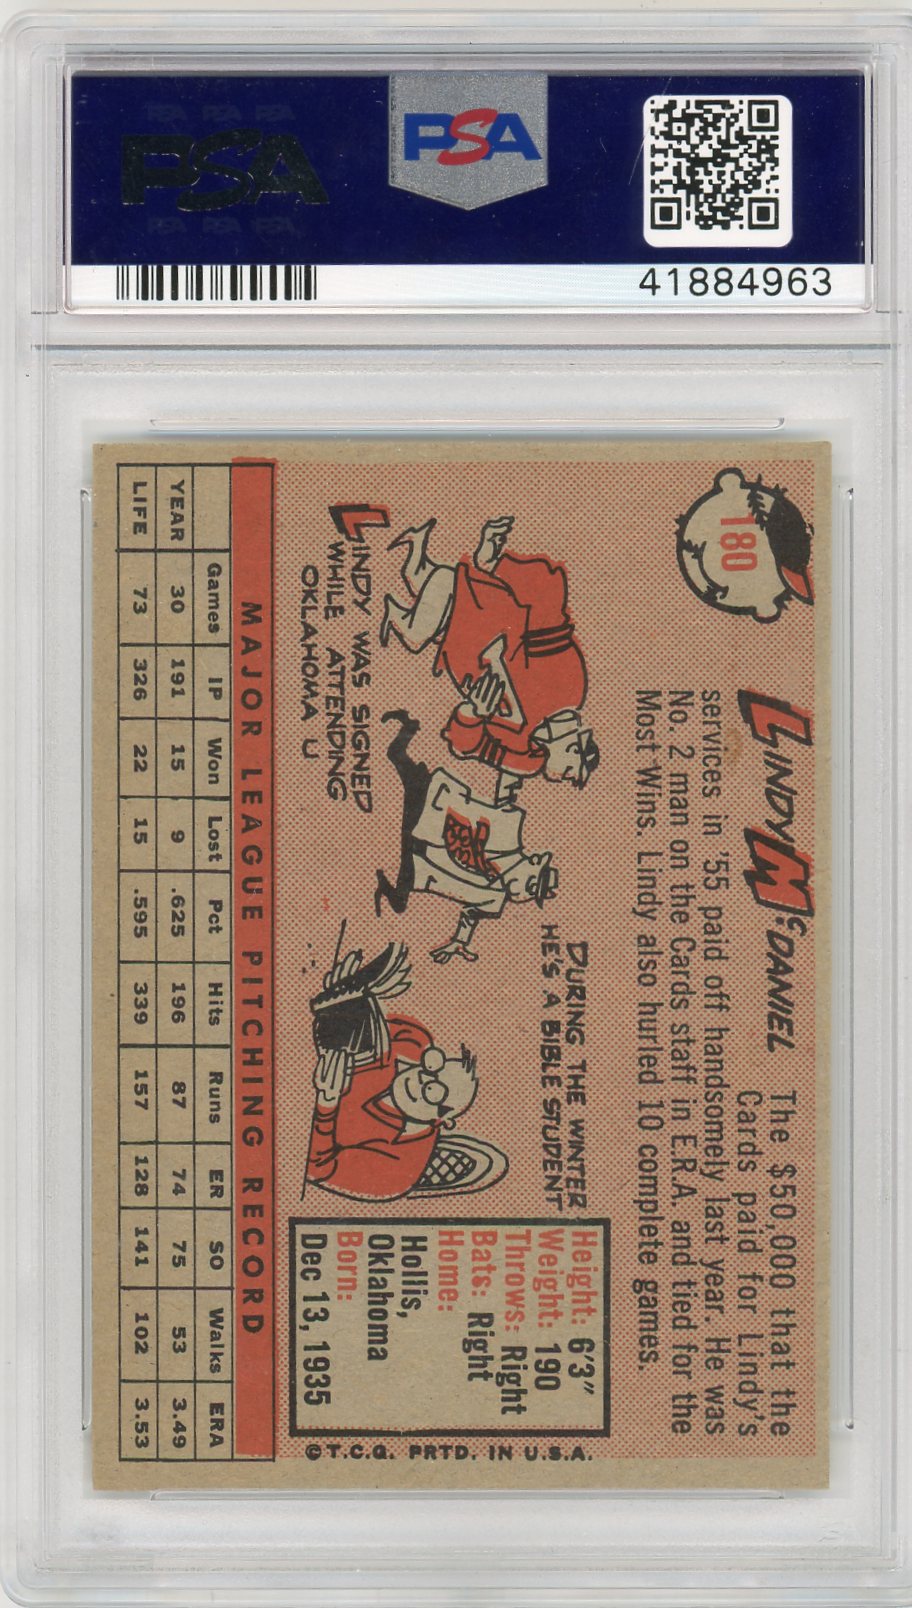 PSA PSA PSA
PSA
PSA PSA PSA
PSA
41884963
180
LINDY McDANIEL
The $50,000 that the
Cards paid for Lindy's
services in '55 paid off handsomely last year. He was
No. 2 man on the Cards staff in E.R.A. and tied for the
Most Wins. Lindy also hurled 10 complete games.
LINDY WAS SIGNED
WHILE ATTENDING
OKLAHOMA U
DURING THE WINTER
HE'S A BIBLE STUDENT
Height: 6'3"
Weight: 190
Throws: Right
Bats: Right
Home:
Hollis,
Oklahoma
Born:
Dec 13, 1935
© T.C.G. PRTD. IN U.S.A.
MAJOR LEAGUE PITCHING RECORD
Games IP Won Lost Pct Hits Runs ER SO Walks ERA
YEAR 30 191 15 9 .625 196 87 74 75 53 3.49
LIFE 73 326 22 15 .595 339 157 128 141 102 3.53